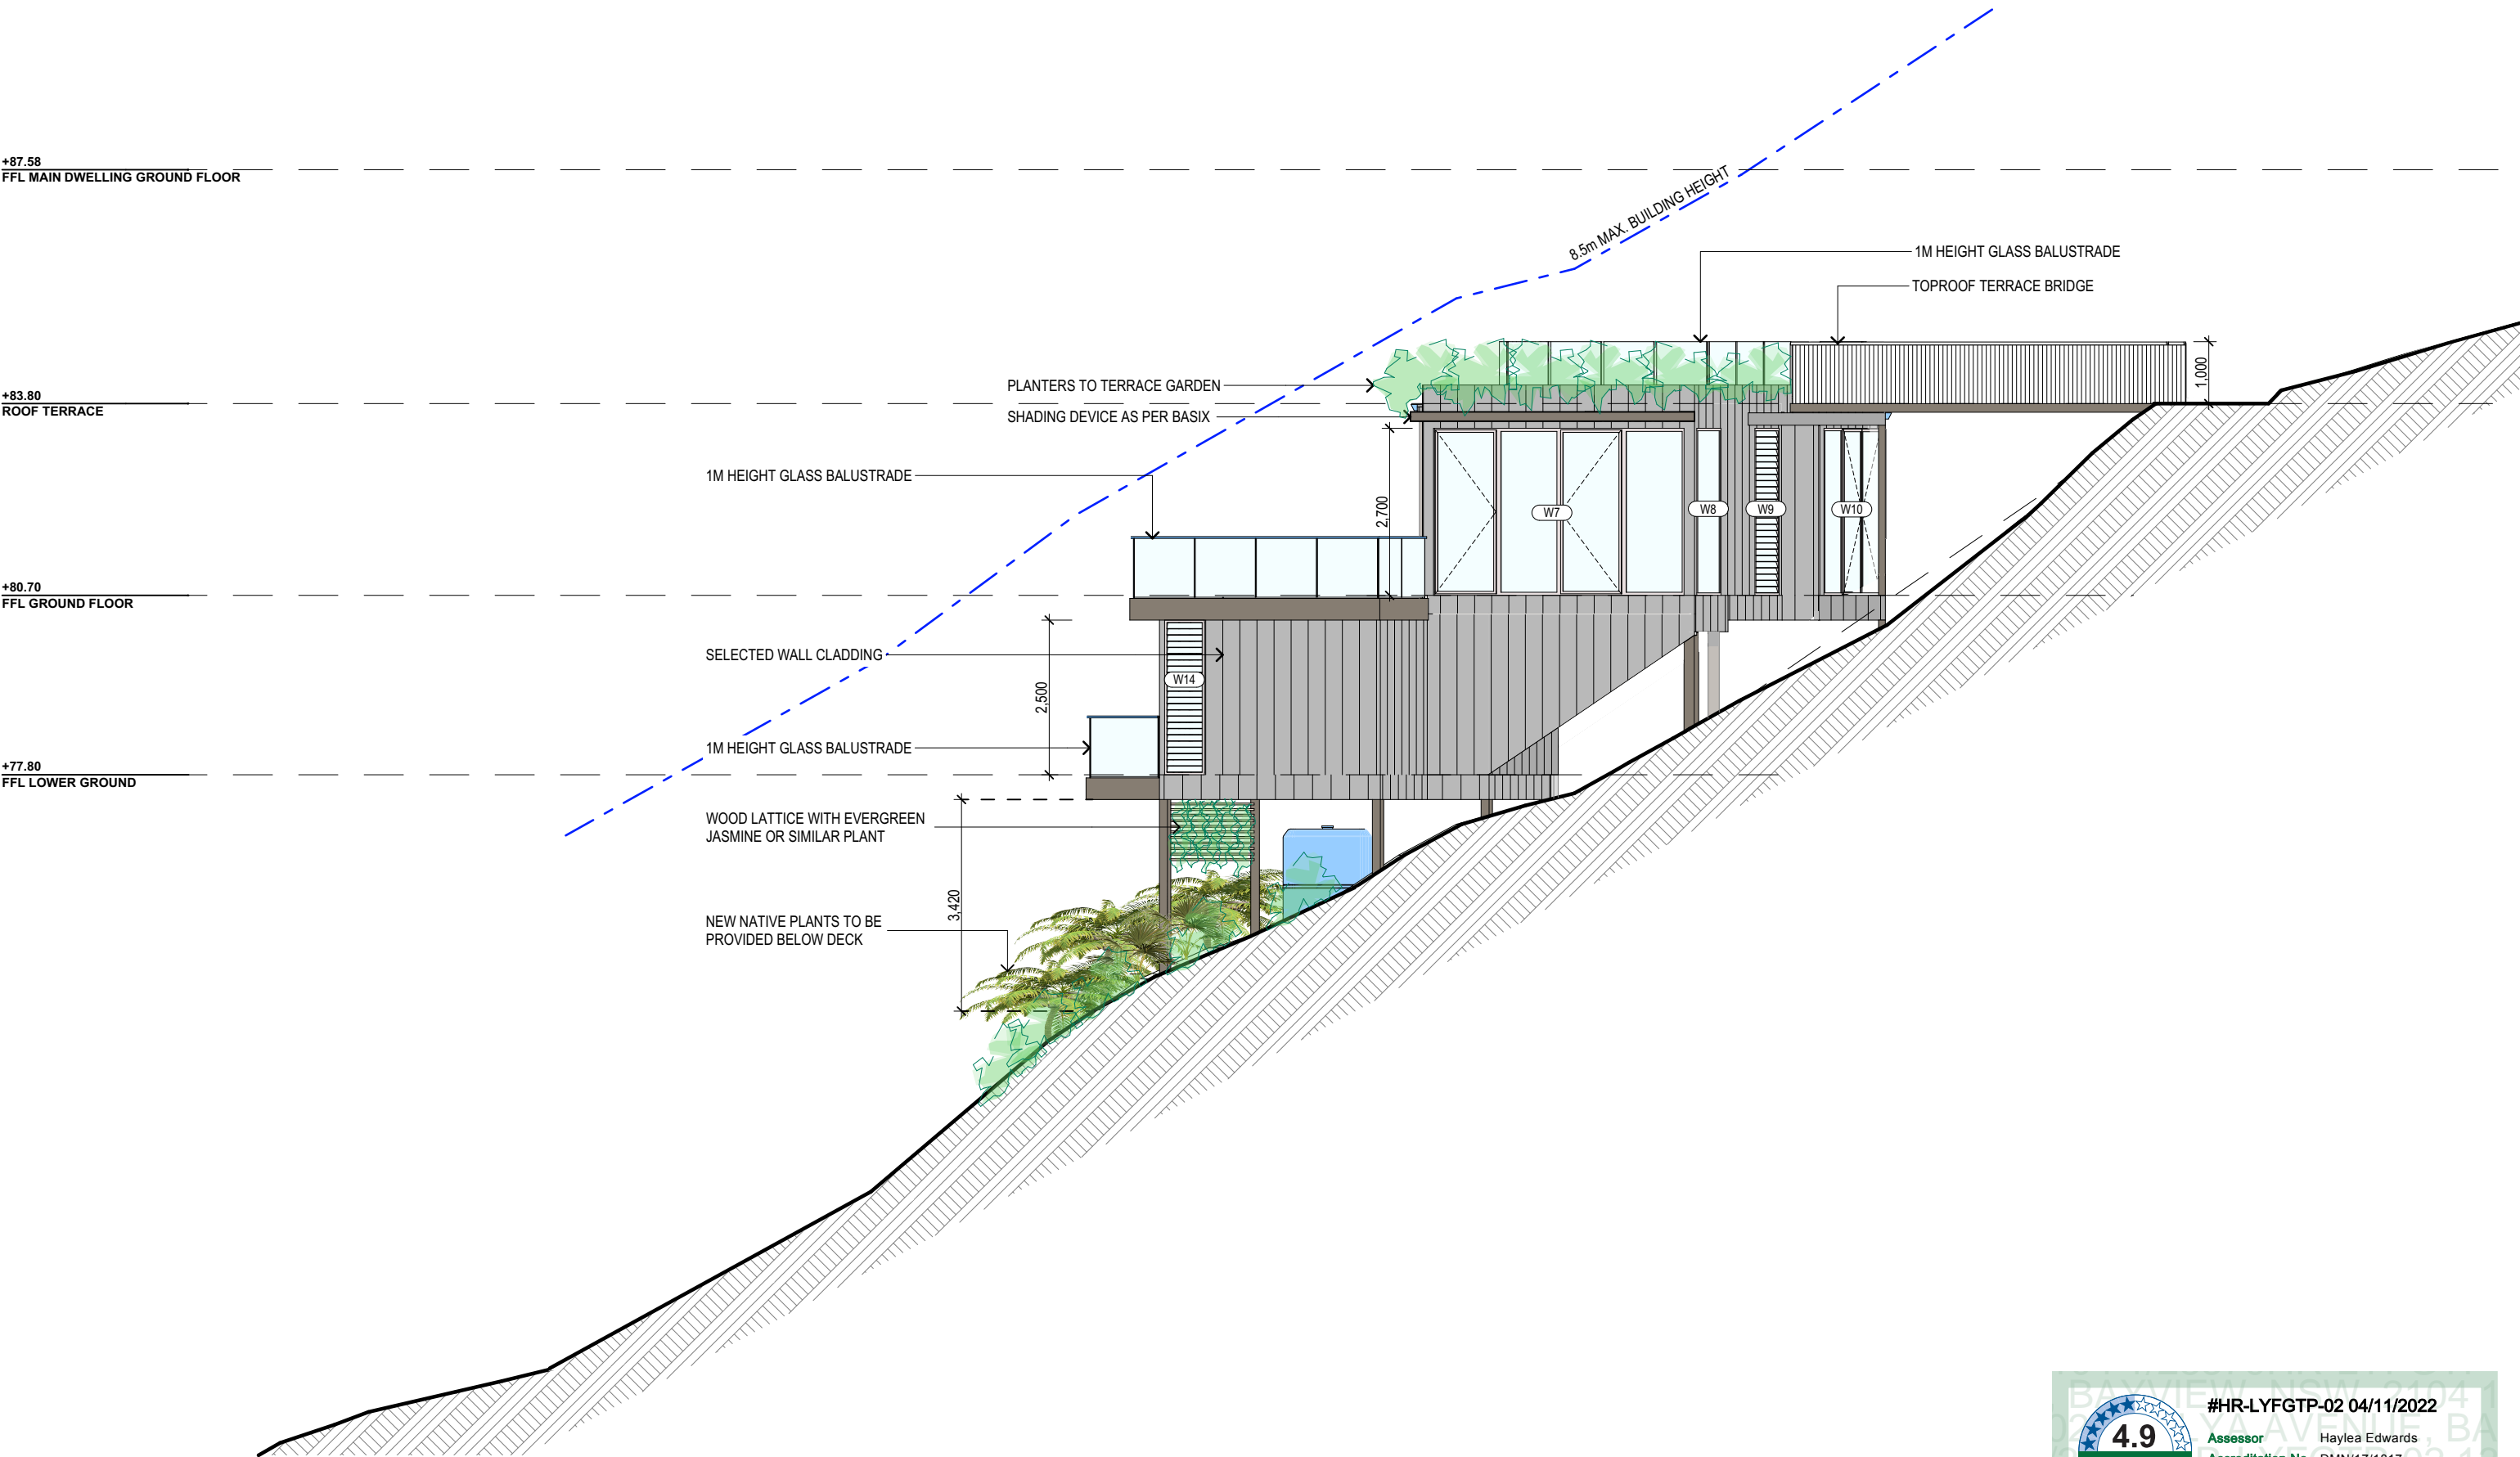 8.5m MAX. BUILDING HEIGHT
+87.58
FFL MAIN DWELLING GROUND FLOOR
1M HEIGHT GLASS BALUSTRADE
TOPROOF TERRACE BRIDGE
1,000
PLANTERS TO TERRACE GARDEN
+83.80
ROOF TERRACE
SHADING DEVICE AS PER BASIX
1M HEIGHT GLASS BALUSTRADE
2,700
W7
W8
W9
W10
+80.70
FFL GROUND FLOOR
SELECTED WALL CLADDING
W14
2,500
1M HEIGHT GLASS BALUSTRADE
+77.80
FFL LOWER GROUND
WOOD LATTICE WITH EVERGREEN
JASMINE OR SIMILAR PLANT
3,420
NEW NATIVE PLANTS TO BE
PROVIDED BELOW DECK
BAYVIEW, NSW, 2104
#HR-LYFGTP-02 04/11/2022
4.9
Assessor Haylea Edwards